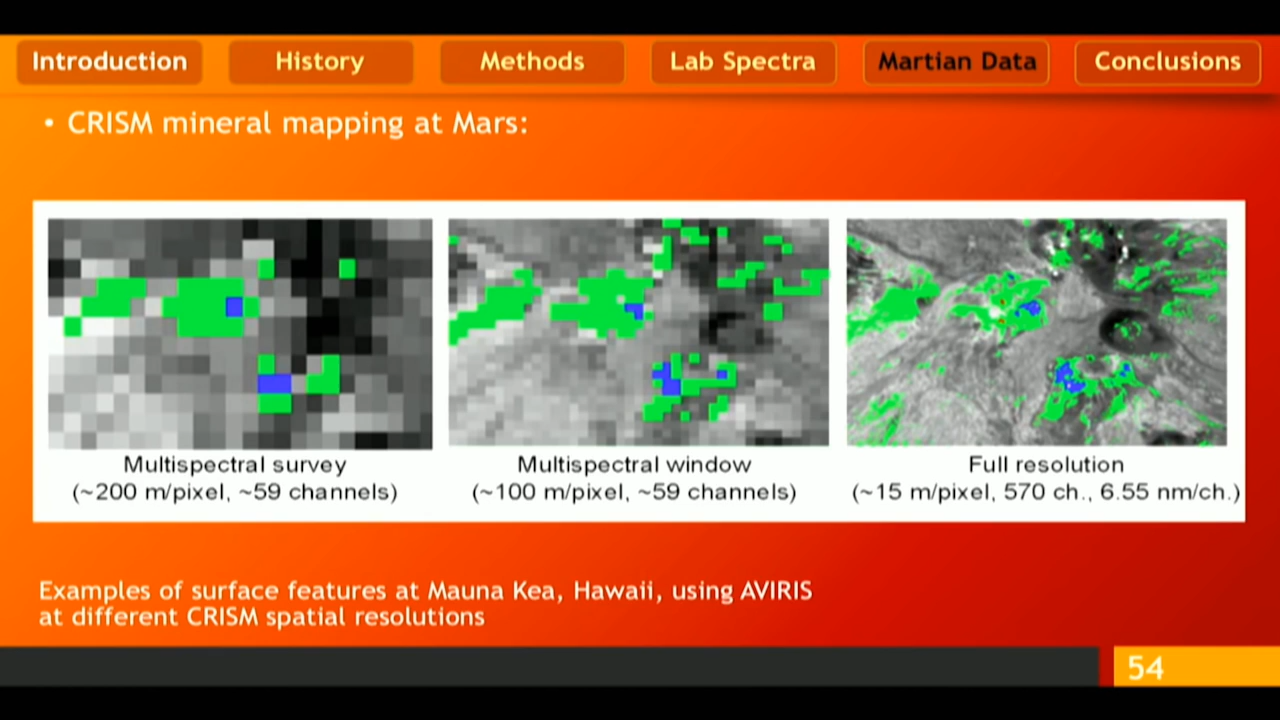 Introduction
History
Methods
Lab Spectra
Martian Data
Conclusions
• CRISM mineral mapping at Mars:
Multispectral survey
(~200 m/pixel, ~59 channels)
Multispectral window
(~100 m/pixel, ~59 channels)
Full resolution
(~15 m/pixel, 570 ch., 6.55 nm/ch.)
Examples of surface features at Mauna Kea, Hawaii, using AVIRIS
at different CRISM spatial resolutions
54